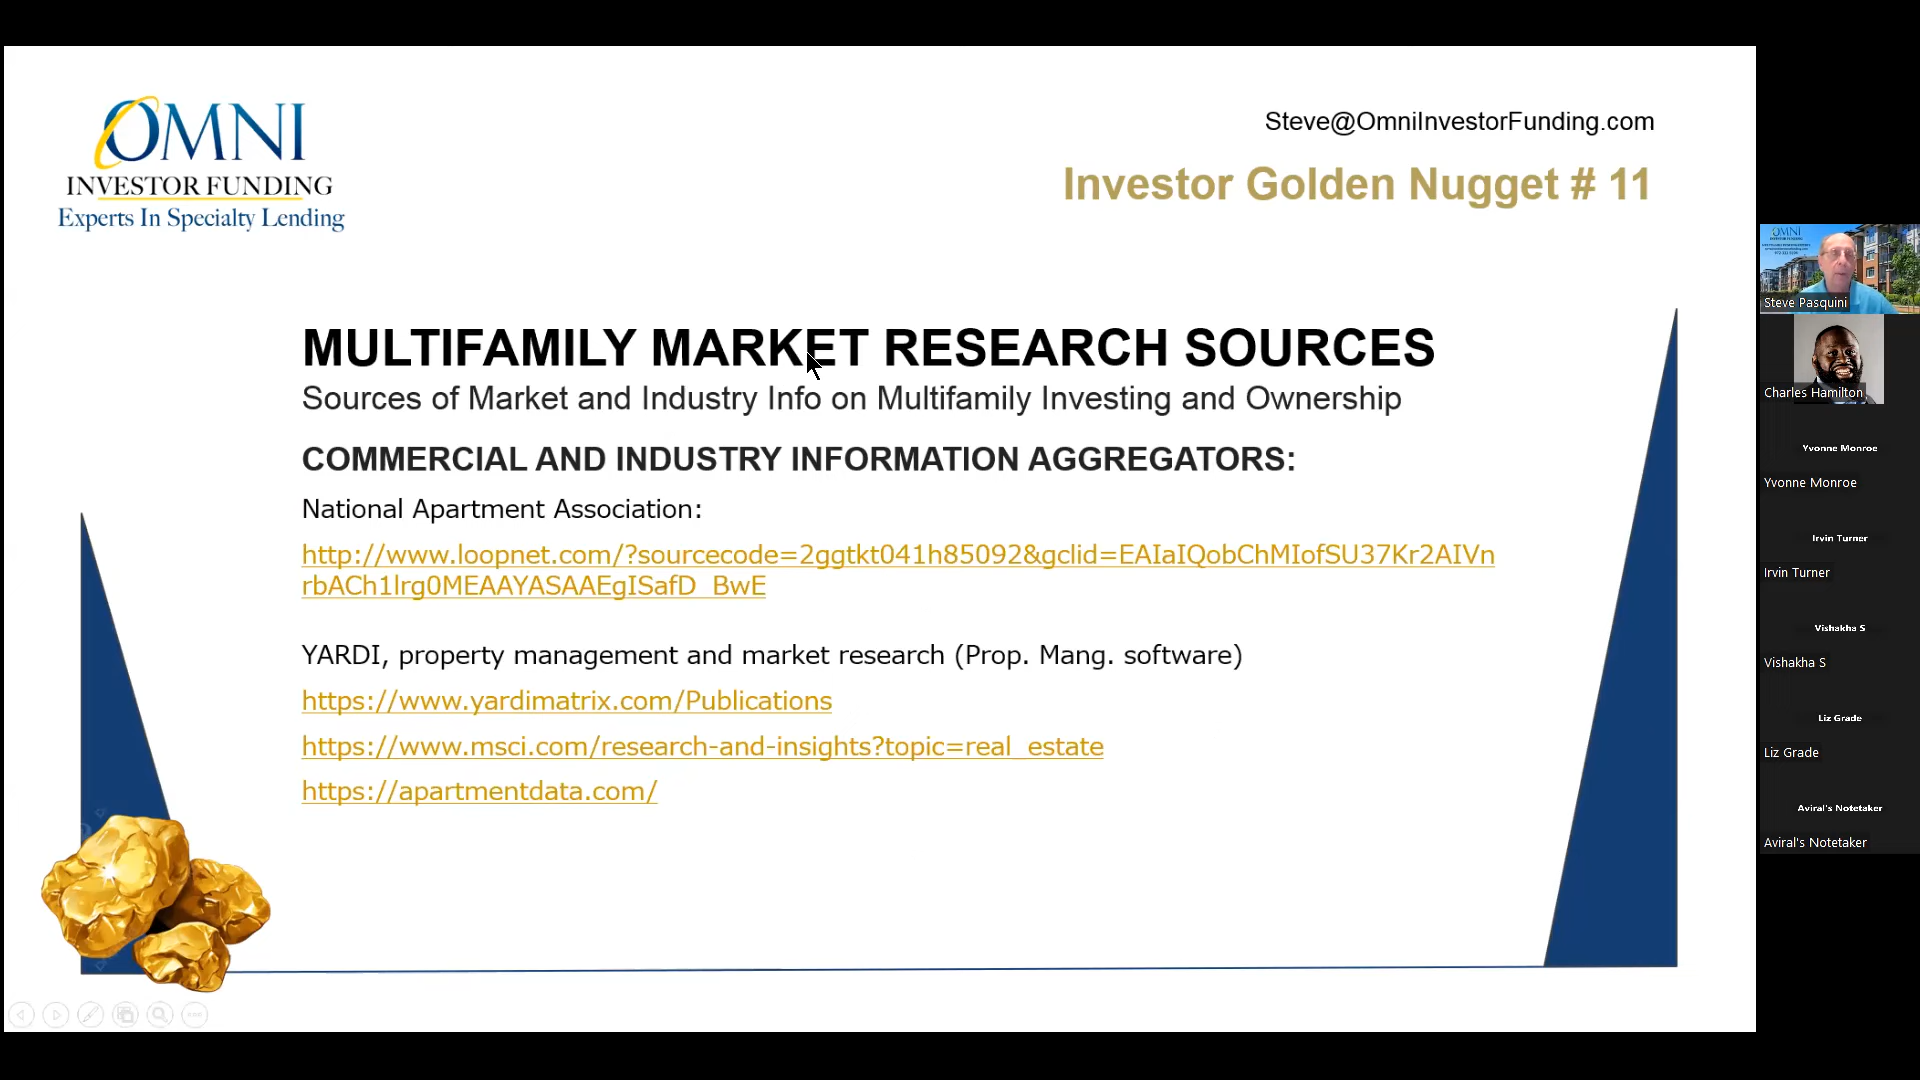 OMNI
INVESTOR FUNDING
Experts In Specialty Lending
Steve@OmniInvestorFunding.com
Investor Golden Nugget # 11
MULTIFAMILY MARKET RESEARCH SOURCES
Sources of Market and Industry Info on Multifamily Investing and Ownership
COMMERCIAL AND INDUSTRY INFORMATION AGGREGATORS:
National Apartment Association:
http://www.loopnet.com/?sourcecode=2ggtkt041h85092&gclid=EAIaIQobChMIofSU37Kr2AIVn
rbACh1lrg0MEAAYASAAEgISafD_BwE
YARDI, property management and market research (Prop. Mang. software)
https://www.yardimatrix.com/Publications
https://www.msci.com/research-and-insights?topic=real_estate
https://apartmentdata.com/
OMNI
Steve Pasquini
Charles Hamilton
Yvonne Monroe
Yvonne Monroe
Irvin Turner
Irvin Turner
Vishakha S
Vishakha S
Liz Grade
Liz Grade
Aviral's Notetaker
Aviral's Notetaker